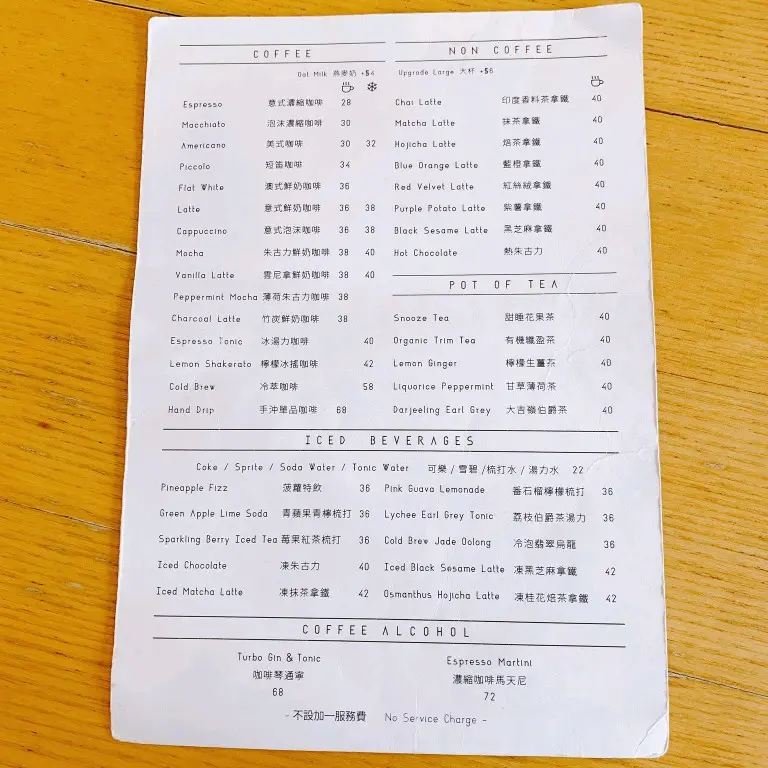 COFFEE
Oat Milk 燕麥奶 +$4
Espresso 意式濃縮咖啡 28
Macchiato 泡沫濃縮咖啡 30
Americano 美式咖啡 30 32
Piccolo 短笛咖啡 34
Flat White 澳式鮮奶咖啡 36
Latte 意式鮮奶咖啡 36 38
Cappuccino 意式泡沫咖啡 36 38
Mocha 朱古力鮮奶咖啡 38 40
Vanilla Latte 雲尼拿鮮奶咖啡 38 40
Peppermint Mocha 薄荷朱古力咖啡 38
Charcoal Latte 竹炭鮮奶咖啡 38
Espresso Tonic 冰湯力咖啡 40
Lemon Shakerato 檸檬冰搖咖啡 42
Cold Brew 冷萃咖啡 58
Hand Drip 手沖單品咖啡 68
NON COFFEE
Upgrade Large 大杯 +$6
Chai Latte 印度香料茶拿鐵 40
Matcha Latte 抹茶拿鐵 40
Hojicha Latte 焙茶拿鐵 40
Blue Orange Latte 藍橙拿鐵 40
Red Velvet Latte 紅絲絨拿鐵 40
Purple Potato Latte 紫薯拿鐵 40
Black Sesame Latte 黑芝麻拿鐵 40
Hot Chocolate 熱朱古力 40
POT OF TEA
Snooze Tea 甜睡花果茶 40
Organic Trim Tea 有機纖盈茶 40
Lemon Ginger 檸檬生薑茶 40
Liquorice Peppermint 甘草薄荷茶 40
Darjeeling Earl Grey 大吉嶺伯爵茶 40
ICED BEVERAGES
Coke / Sprite / Soda Water / Tonic Water 可樂 / 雪碧 /梳打水 / 湯力水 22
Pineapple Fizz 菠蘿特飲 36
Green Apple Lime Soda 青蘋果青檸梳打 36
Sparkling Berry Iced Tea 莓果紅茶梳打 36
Iced Chocolate 凍朱古力 40
Iced Matcha Latte 凍抹茶拿鐵 42
Pink Guava Lemonade 番石榴檸檬梳打 36
Lychee Earl Grey Tonic 荔枝伯爵茶湯力 36
Cold Brew Jade Oolong 冷泡翡翠烏龍 36
Iced Black Sesame Latte 凍黑芝麻拿鐵 42
Osmanthus Hojicha Latte 凍桂花焙茶拿鐵 42
COFFEE ALCOHOL
Turbo Gin & Tonic
咖啡琴通寧
68
Espresso Martini
濃縮咖啡馬天尼
72
- 不設加一服務費 No Service Charge -